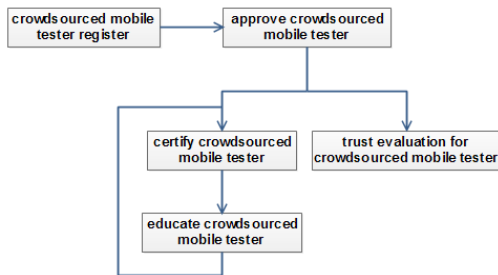 crowdsourced mobile
tester register
approve crowdsourced
mobile tester
certify crowdsourced
mobile tester
trust evaluation for
crowdsourced mobile tester
educate crowdsourced
mobile tester